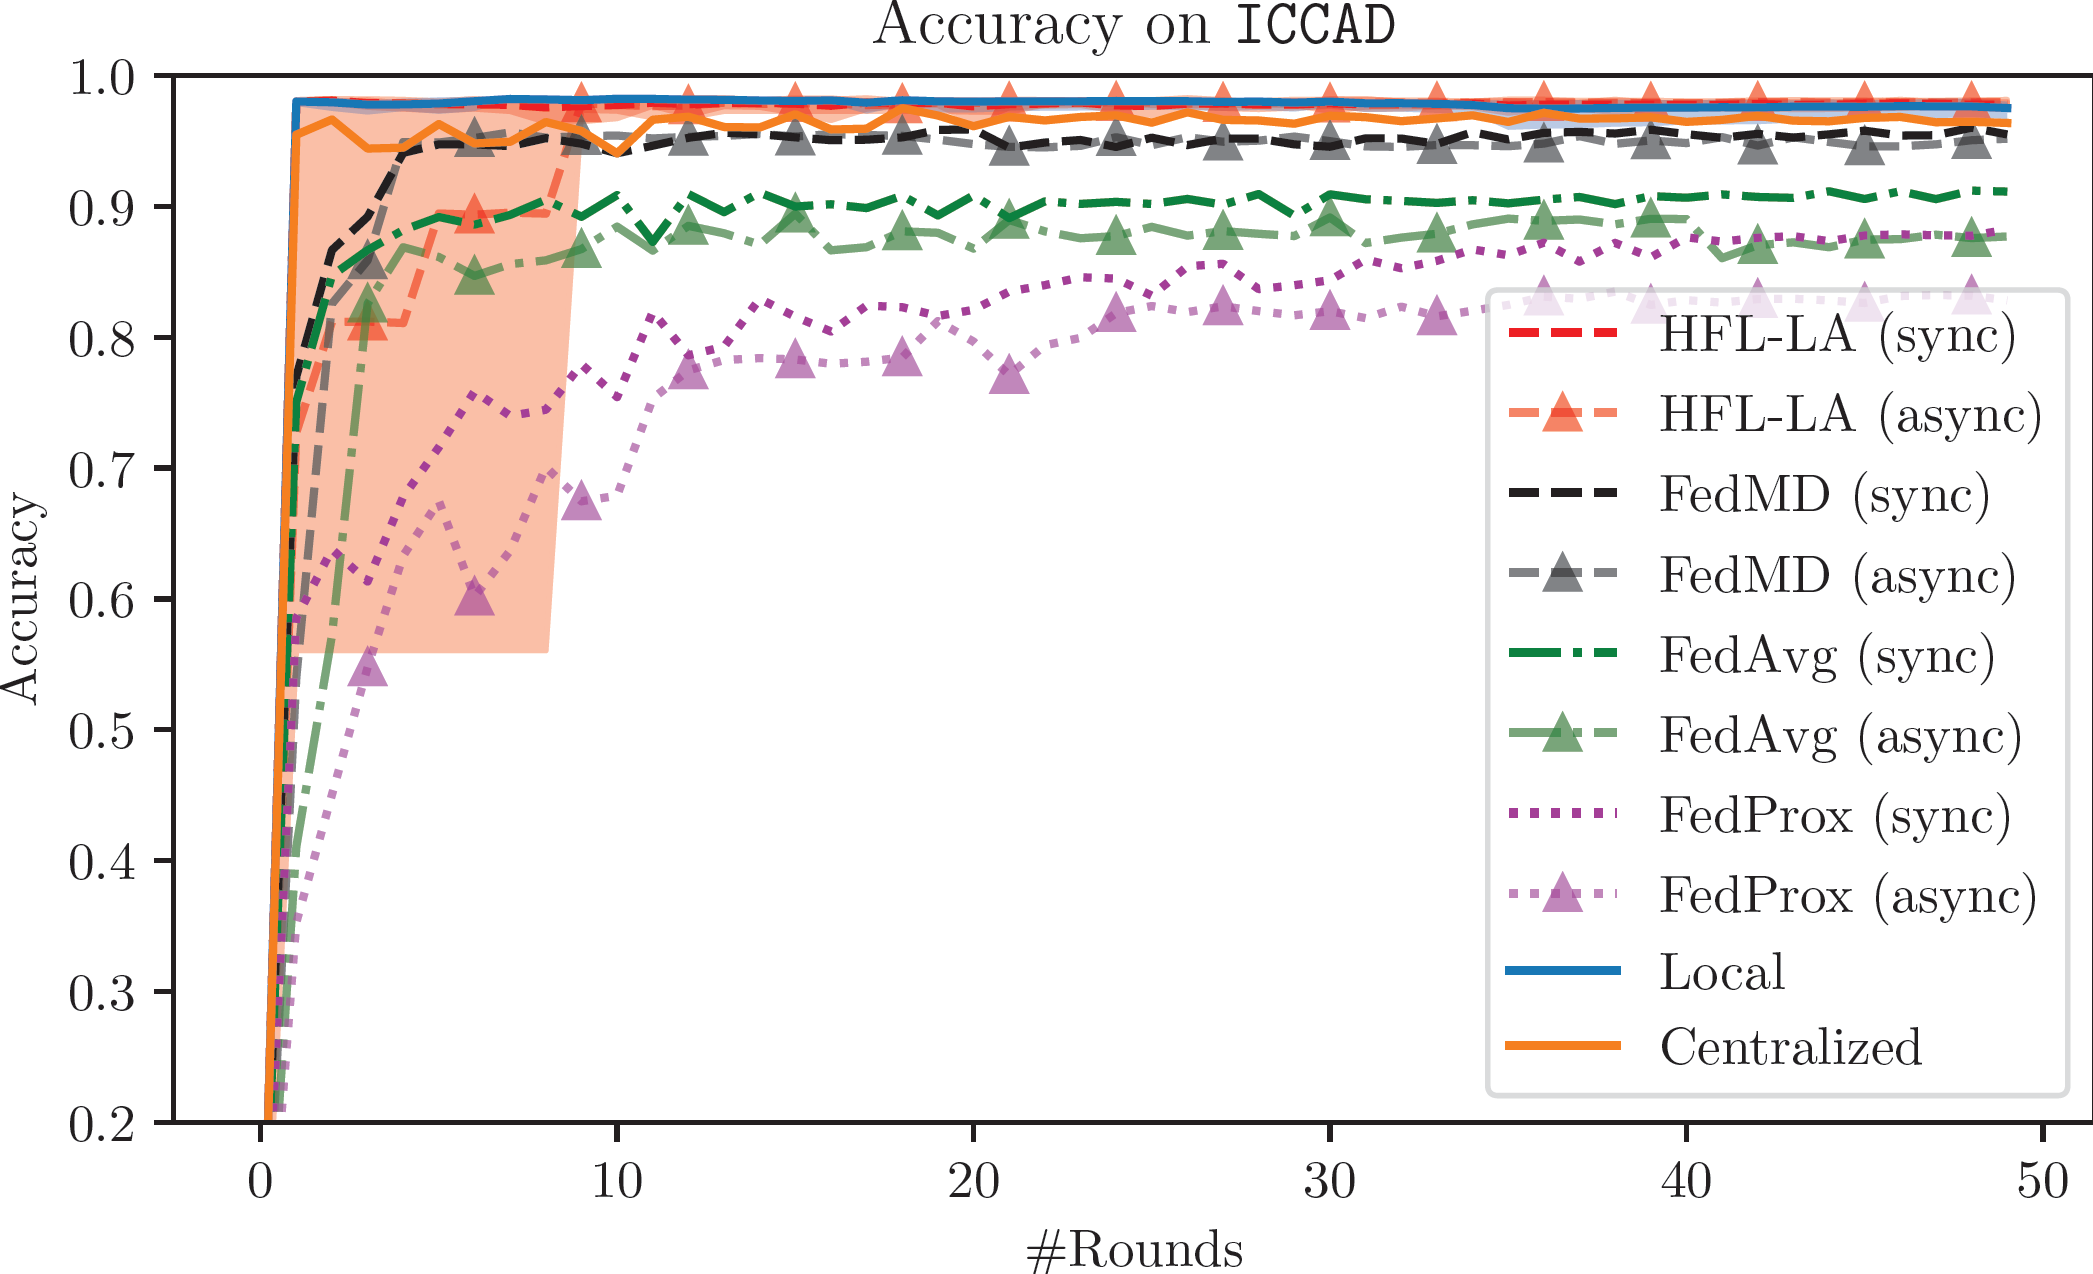 Accuracy on ICCAD
1.0
0.9
0.8
0.7
0.6
0.5
0.4
0.3
0.2
Accuracy
0 10 20 30 40 50
#Rounds
HFL-LA (sync)
HFL-LA (async)
FedMD (sync)
FedMD (async)
FedAvg (sync)
FedAvg (async)
FedProx (sync)
FedProx (async)
Local
Centralized